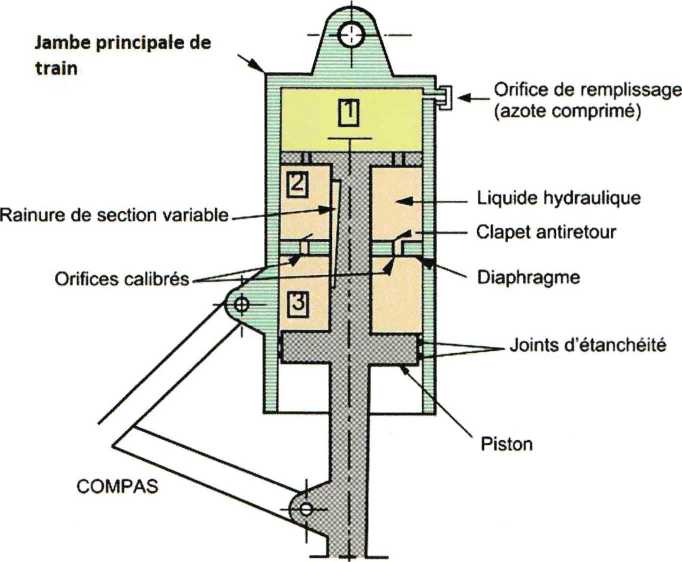 Jambe principale de
train
Orifice de remplissage
(azote comprimé)
1
2
Liquide hydraulique
Rainure de section variable
Clapet antiretour
Orifices calibrés
Diaphragme
3
Joints d'étanchéité
Piston
COMPAS